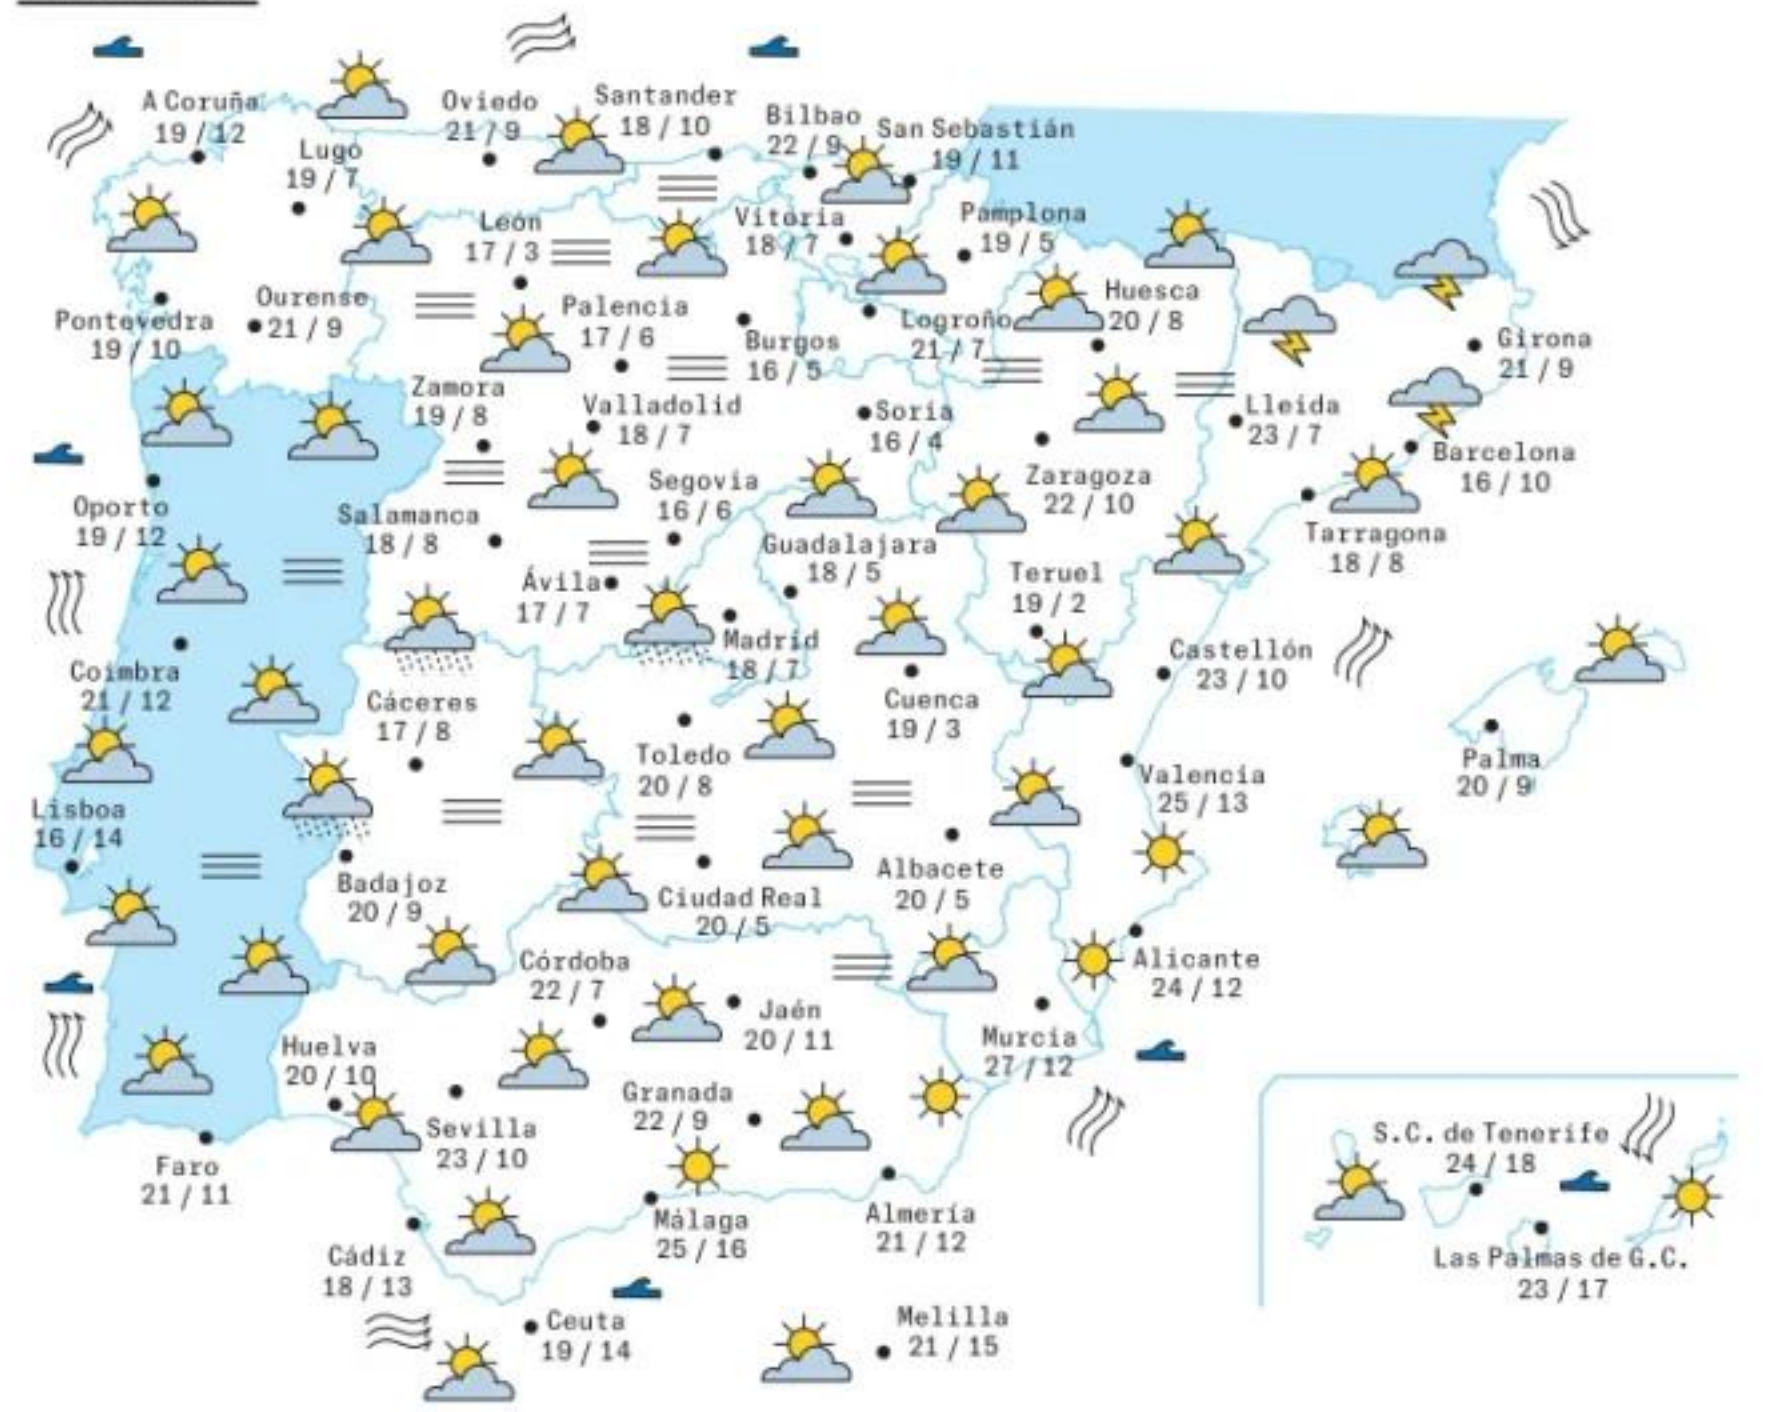 A Coruña
19 / 12
Lugo
19 / 7
Oviedo
21 / 9
Santander
18 / 10
Bilbao
22 / 9
San Sebastián
19 / 11
León
17 / 3
Vitoria
18 / 7
Pamplona
19 / 5
Pontevedra
19 / 10
Ourense
21 / 9
Palencia
17 / 6
Burgos
16 / 5
Logroño
21 / 7
Huesca
20 / 8
Girona
21 / 9
Zamora
19 / 8
Valladolid
18 / 7
Soria
16 / 4
Lleida
23 / 7
Barcelona
16 / 10
Oporto
19 / 12
Salamanca
18 / 8
Segovia
16 / 6
Zaragoza
22 / 10
Tarragona
18 / 8
Ávila
17 / 7
Guadalajara
18 / 5
Teruel
19 / 2
Madrid
18 / 7
Castellón
23 / 10
Coimbra
21 / 12
Cáceres
17 / 8
Cuenca
19 / 3
Toledo
20 / 8
Valencia
25 / 13
Palma
20 / 9
Lisboa
16 / 14
Badajoz
20 / 9
Ciudad Real
20 / 5
Albacete
20 / 5
Córdoba
22 / 7
Jaén
20 / 11
Alicante
24 / 12
Murcia
27 / 12
Huelva
20 / 10
Sevilla
23 / 10
Granada
22 / 9
Faro
21 / 11
Málaga
25 / 16
Almería
21 / 12
Cádiz
18 / 13
Ceuta
19 / 14
Melilla
21 / 15
S.C. de Tenerife
24 / 18
Las Palmas de G.C.
23 / 17